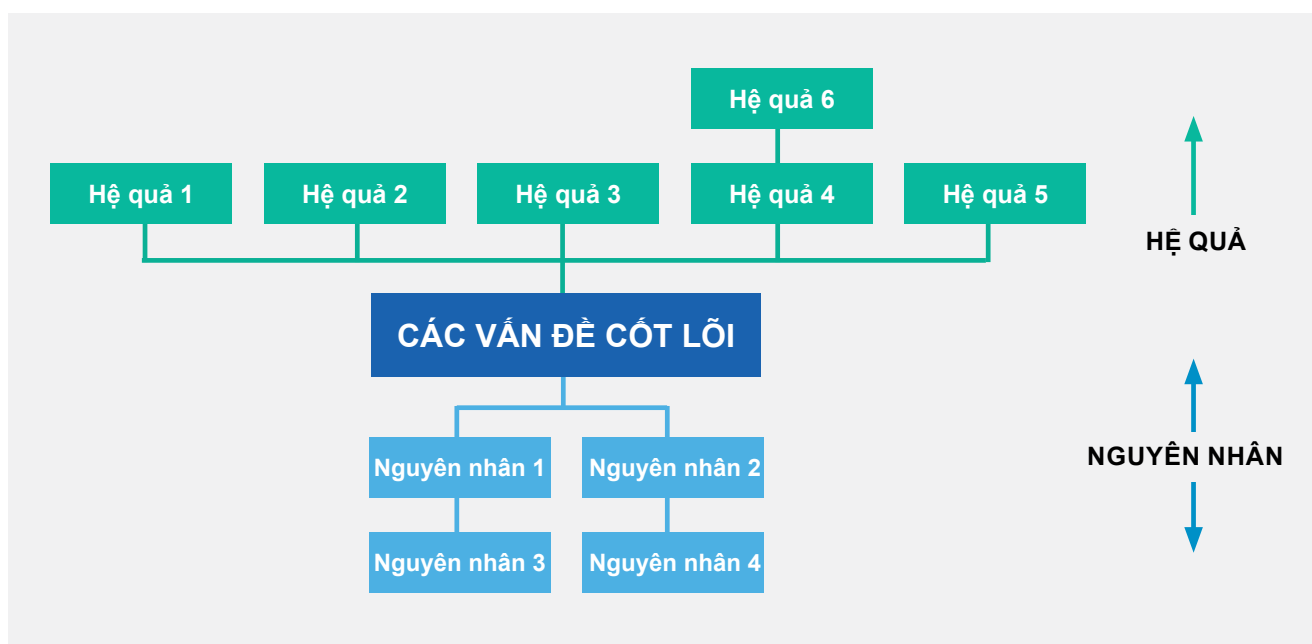 Hệ quả 6
Hệ quả 1
Hệ quả 2
Hệ quả 3
Hệ quả 4
Hệ quả 5
HỆ QUẢ
CÁC VẤN ĐỀ CỐT LÕI
Nguyên nhân 1
Nguyên nhân 2
NGUYÊN NHÂN
Nguyên nhân 3
Nguyên nhân 4